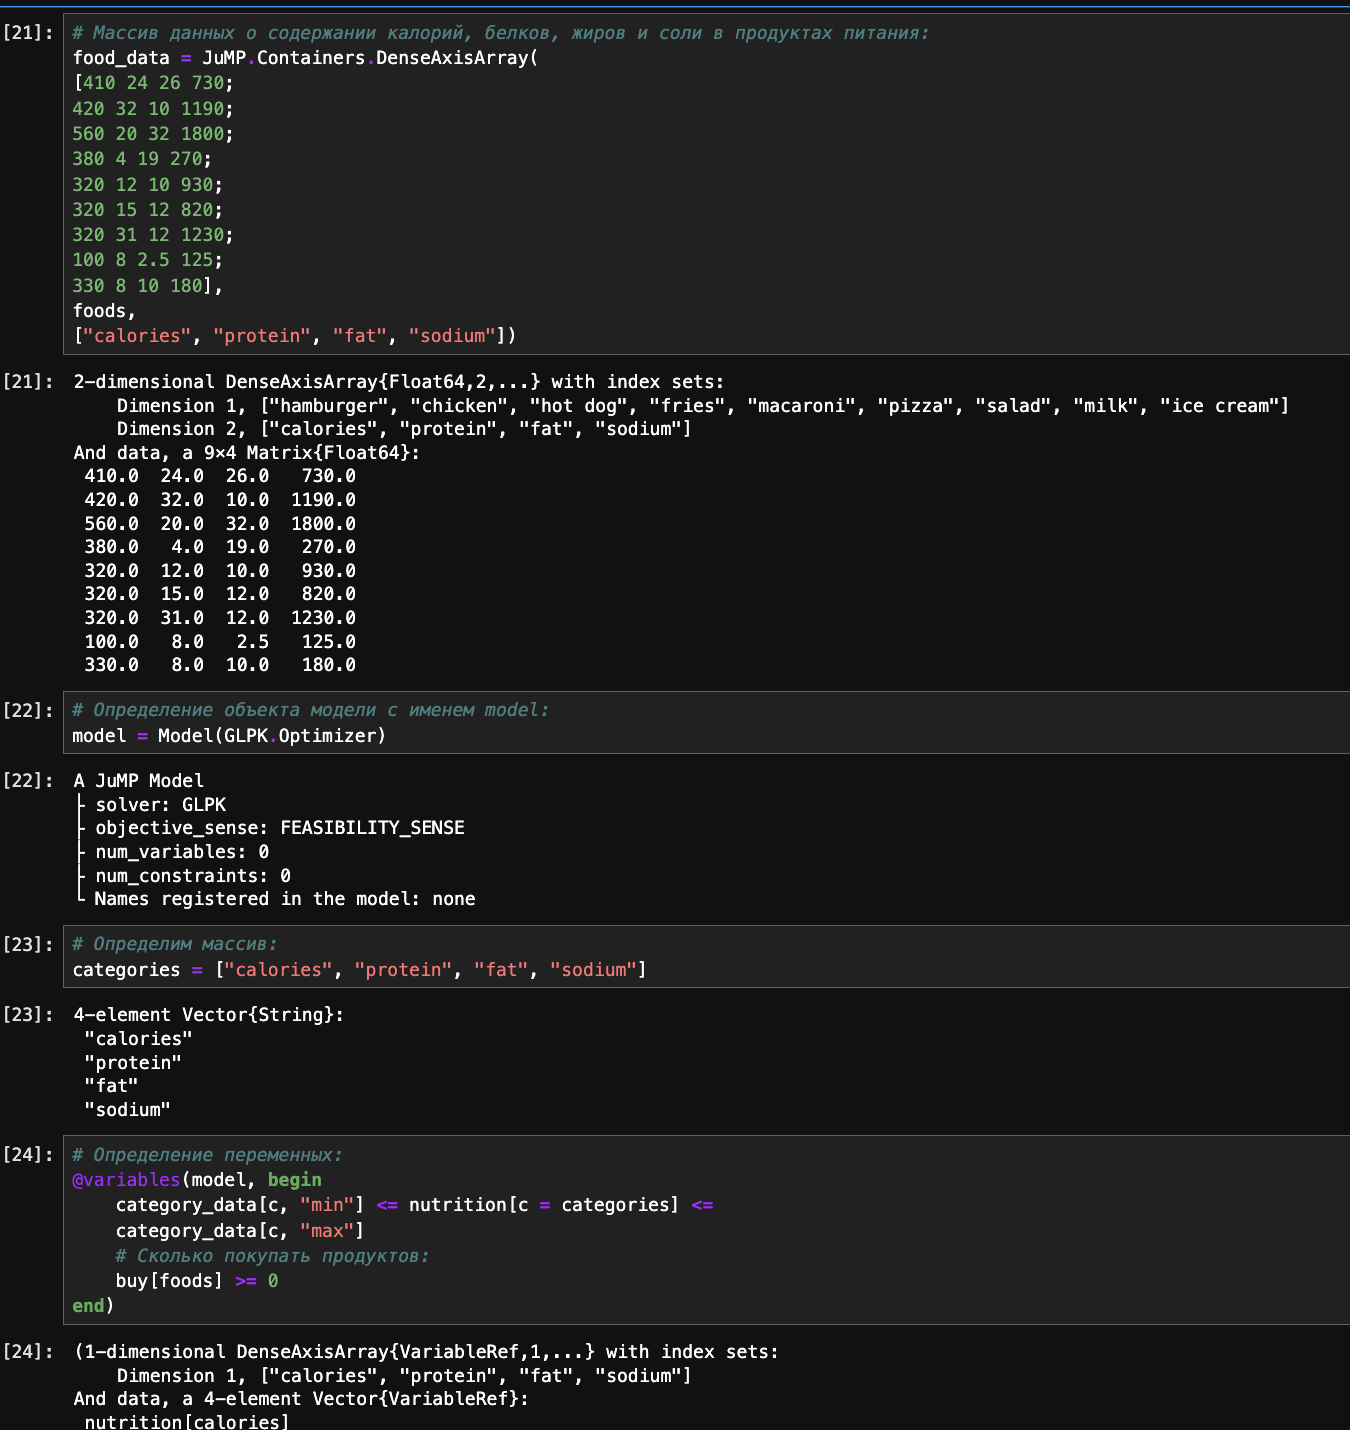 [21]: # Массив данных о содержании калорий, белков, жиров и соли в продуктах питания:
food_data = JuMP.Containers.DenseAxisArray(
[410 24 26 730;
420 32 10 1190;
560 20 32 1800;
380 4 19 270;
320 12 10 930;
320 15 12 820;
320 31 12 1230;
100 8 2.5 125;
330 8 10 180],
foods,
["calories", "protein", "fat", "sodium"])
[21]: 2-dimensional DenseAxisArray{Float64,2,...} with index sets:
    Dimension 1, ["hamburger", "chicken", "hot dog", "fries", "macaroni", "pizza", "salad", "milk", "ice cream"]
    Dimension 2, ["calories", "protein", "fat", "sodium"]
And data, a 9×4 Matrix{Float64}:
 410.0  24.0  26.0   730.0
 420.0  32.0  10.0  1190.0
 560.0  20.0  32.0  1800.0
 380.0   4.0  19.0   270.0
 320.0  12.0  10.0   930.0
 320.0  15.0  12.0   820.0
 320.0  31.0  12.0  1230.0
 100.0   8.0   2.5   125.0
 330.0   8.0  10.0   180.0
[22]: # Определение объекта модели с именем model:
model = Model(GLPK.Optimizer)
[22]: A JuMP Model
├ solver: GLPK
├ objective_sense: FEASIBILITY_SENSE
├ num_variables: 0
├ num_constraints: 0
└ Names registered in the model: none
[23]: # Определим массив:
categories = ["calories", "protein", "fat", "sodium"]
[23]: 4-element Vector{String}:
 "calories"
 "protein"
 "fat"
 "sodium"
[24]: # Определение переменных:
@variables(model, begin
    category_data[c, "min"] <= nutrition[c = categories] <=
    category_data[c, "max"]
    # Сколько покупать продуктов:
    buy[foods] >= 0
end)
[24]: (1-dimensional DenseAxisArray{VariableRef,1,...} with index sets:
    Dimension 1, ["calories", "protein", "fat", "sodium"]
And data, a 4-element Vector{VariableRef}:
 nutrition[calories]